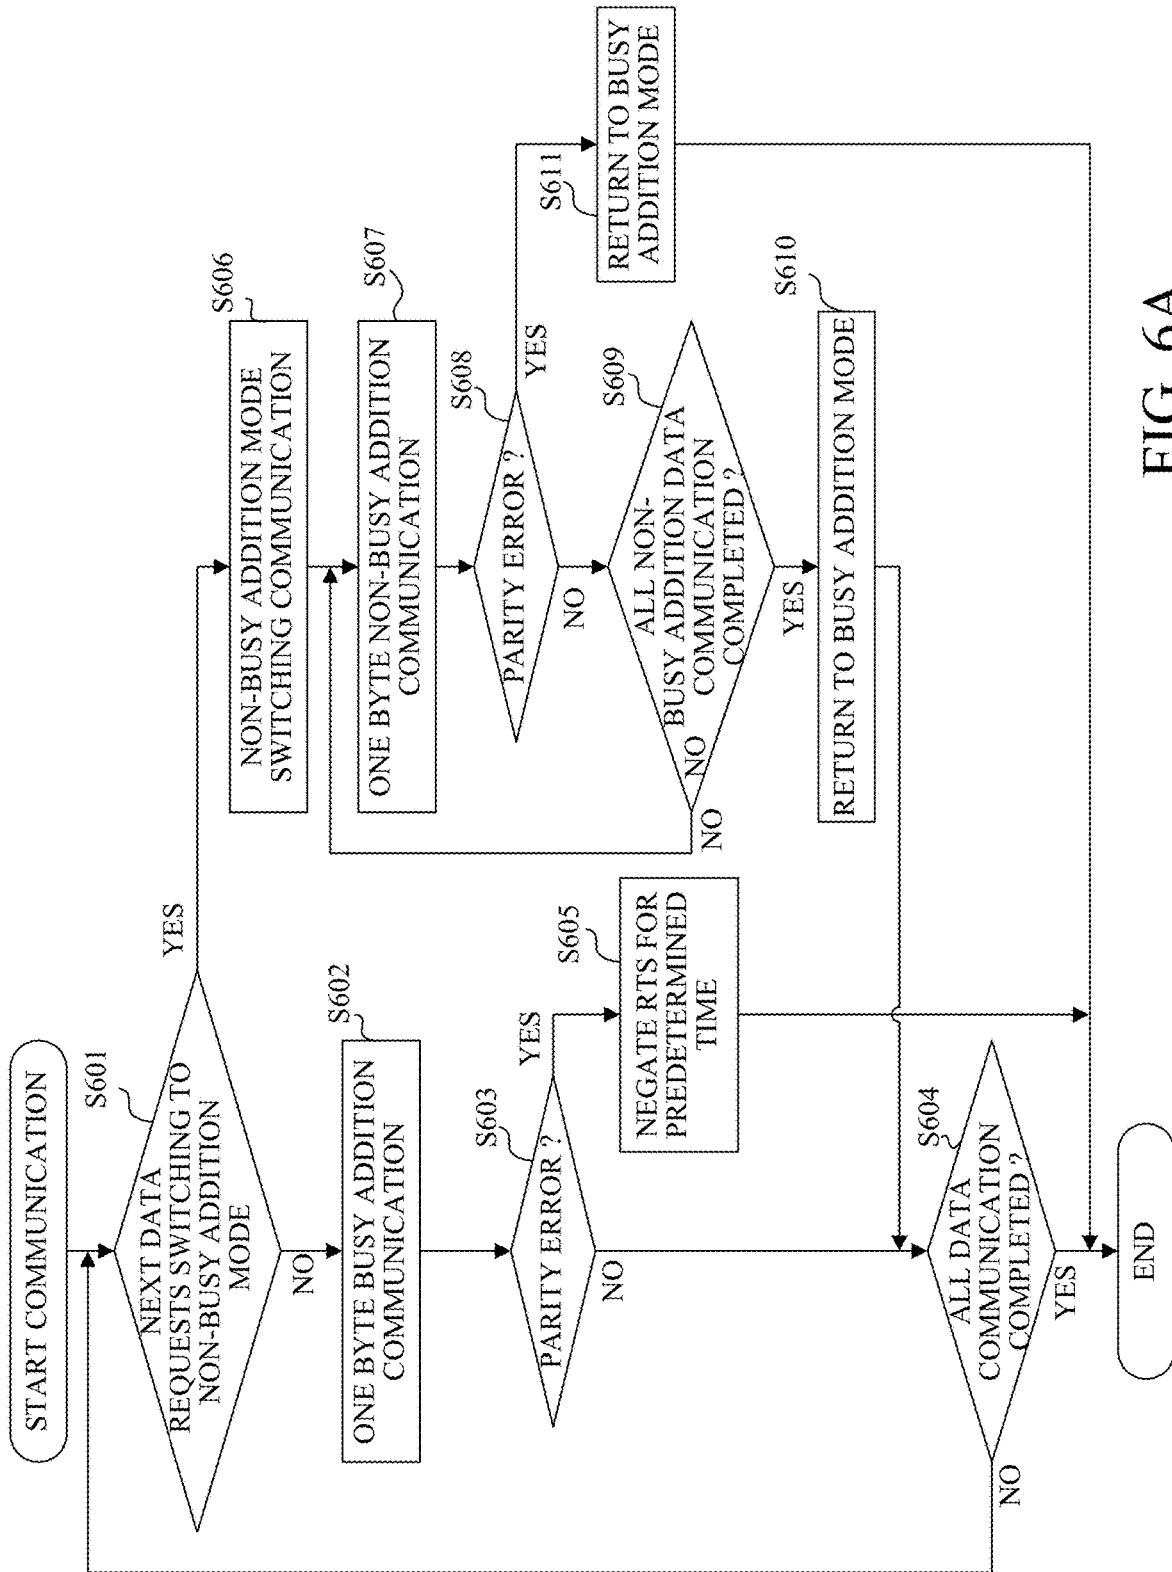 START COMMUNICATION
S601
NEXT DATA
REQUESTS SWITCHING TO
NON-BUSY ADDITION
MODE
YES
NO
S602
ONE BYTE BUSY ADDITION
COMMUNICATION
S603
PARITY ERROR ?
YES
NO
S605
NEGATE RTS FOR
PREDETERMINED
TIME
S604
ALL DATA
COMMUNICATION
COMPLETED ?
NO
YES
END
S606
NON-BUSY ADDITION MODE
SWITCHING COMMUNICATION
S607
ONE BYTE NON-BUSY ADDITION
COMMUNICATION
S608
PARITY ERROR ?
YES
NO
S609
ALL NON-
BUSY ADDITION DATA
COMMUNICATION
COMPLETED ?
NO
NO
YES
S610
RETURN TO BUSY ADDITION MODE
S611
RETURN TO BUSY
ADDITION MODE
FIG. 6A